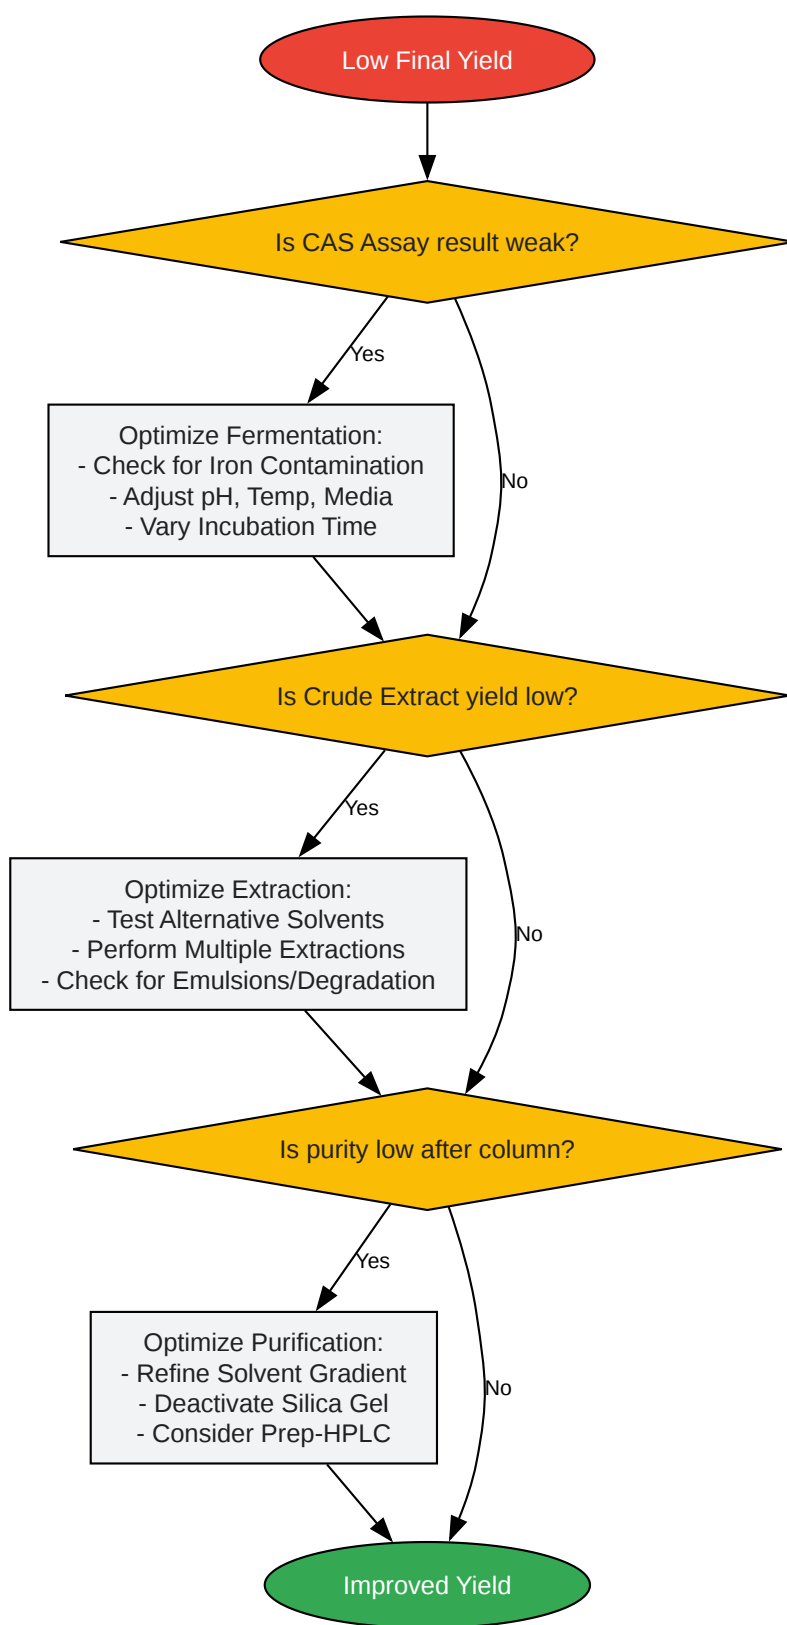 Low Final Yield
Is CAS Assay result weak?
Yes
Optimize Fermentation:
- Check for Iron Contamination
- Adjust pH, Temp, Media
- Vary Incubation Time
No
Is Crude Extract yield low?
Yes
Optimize Extraction:
- Test Alternative Solvents
- Perform Multiple Extractions
- Check for Emulsions/Degradation
No
Is purity low after column?
Yes
Optimize Purification:
- Refine Solvent Gradient
- Deactivate Silica Gel
- Consider Prep-HPLC
No
Improved Yield